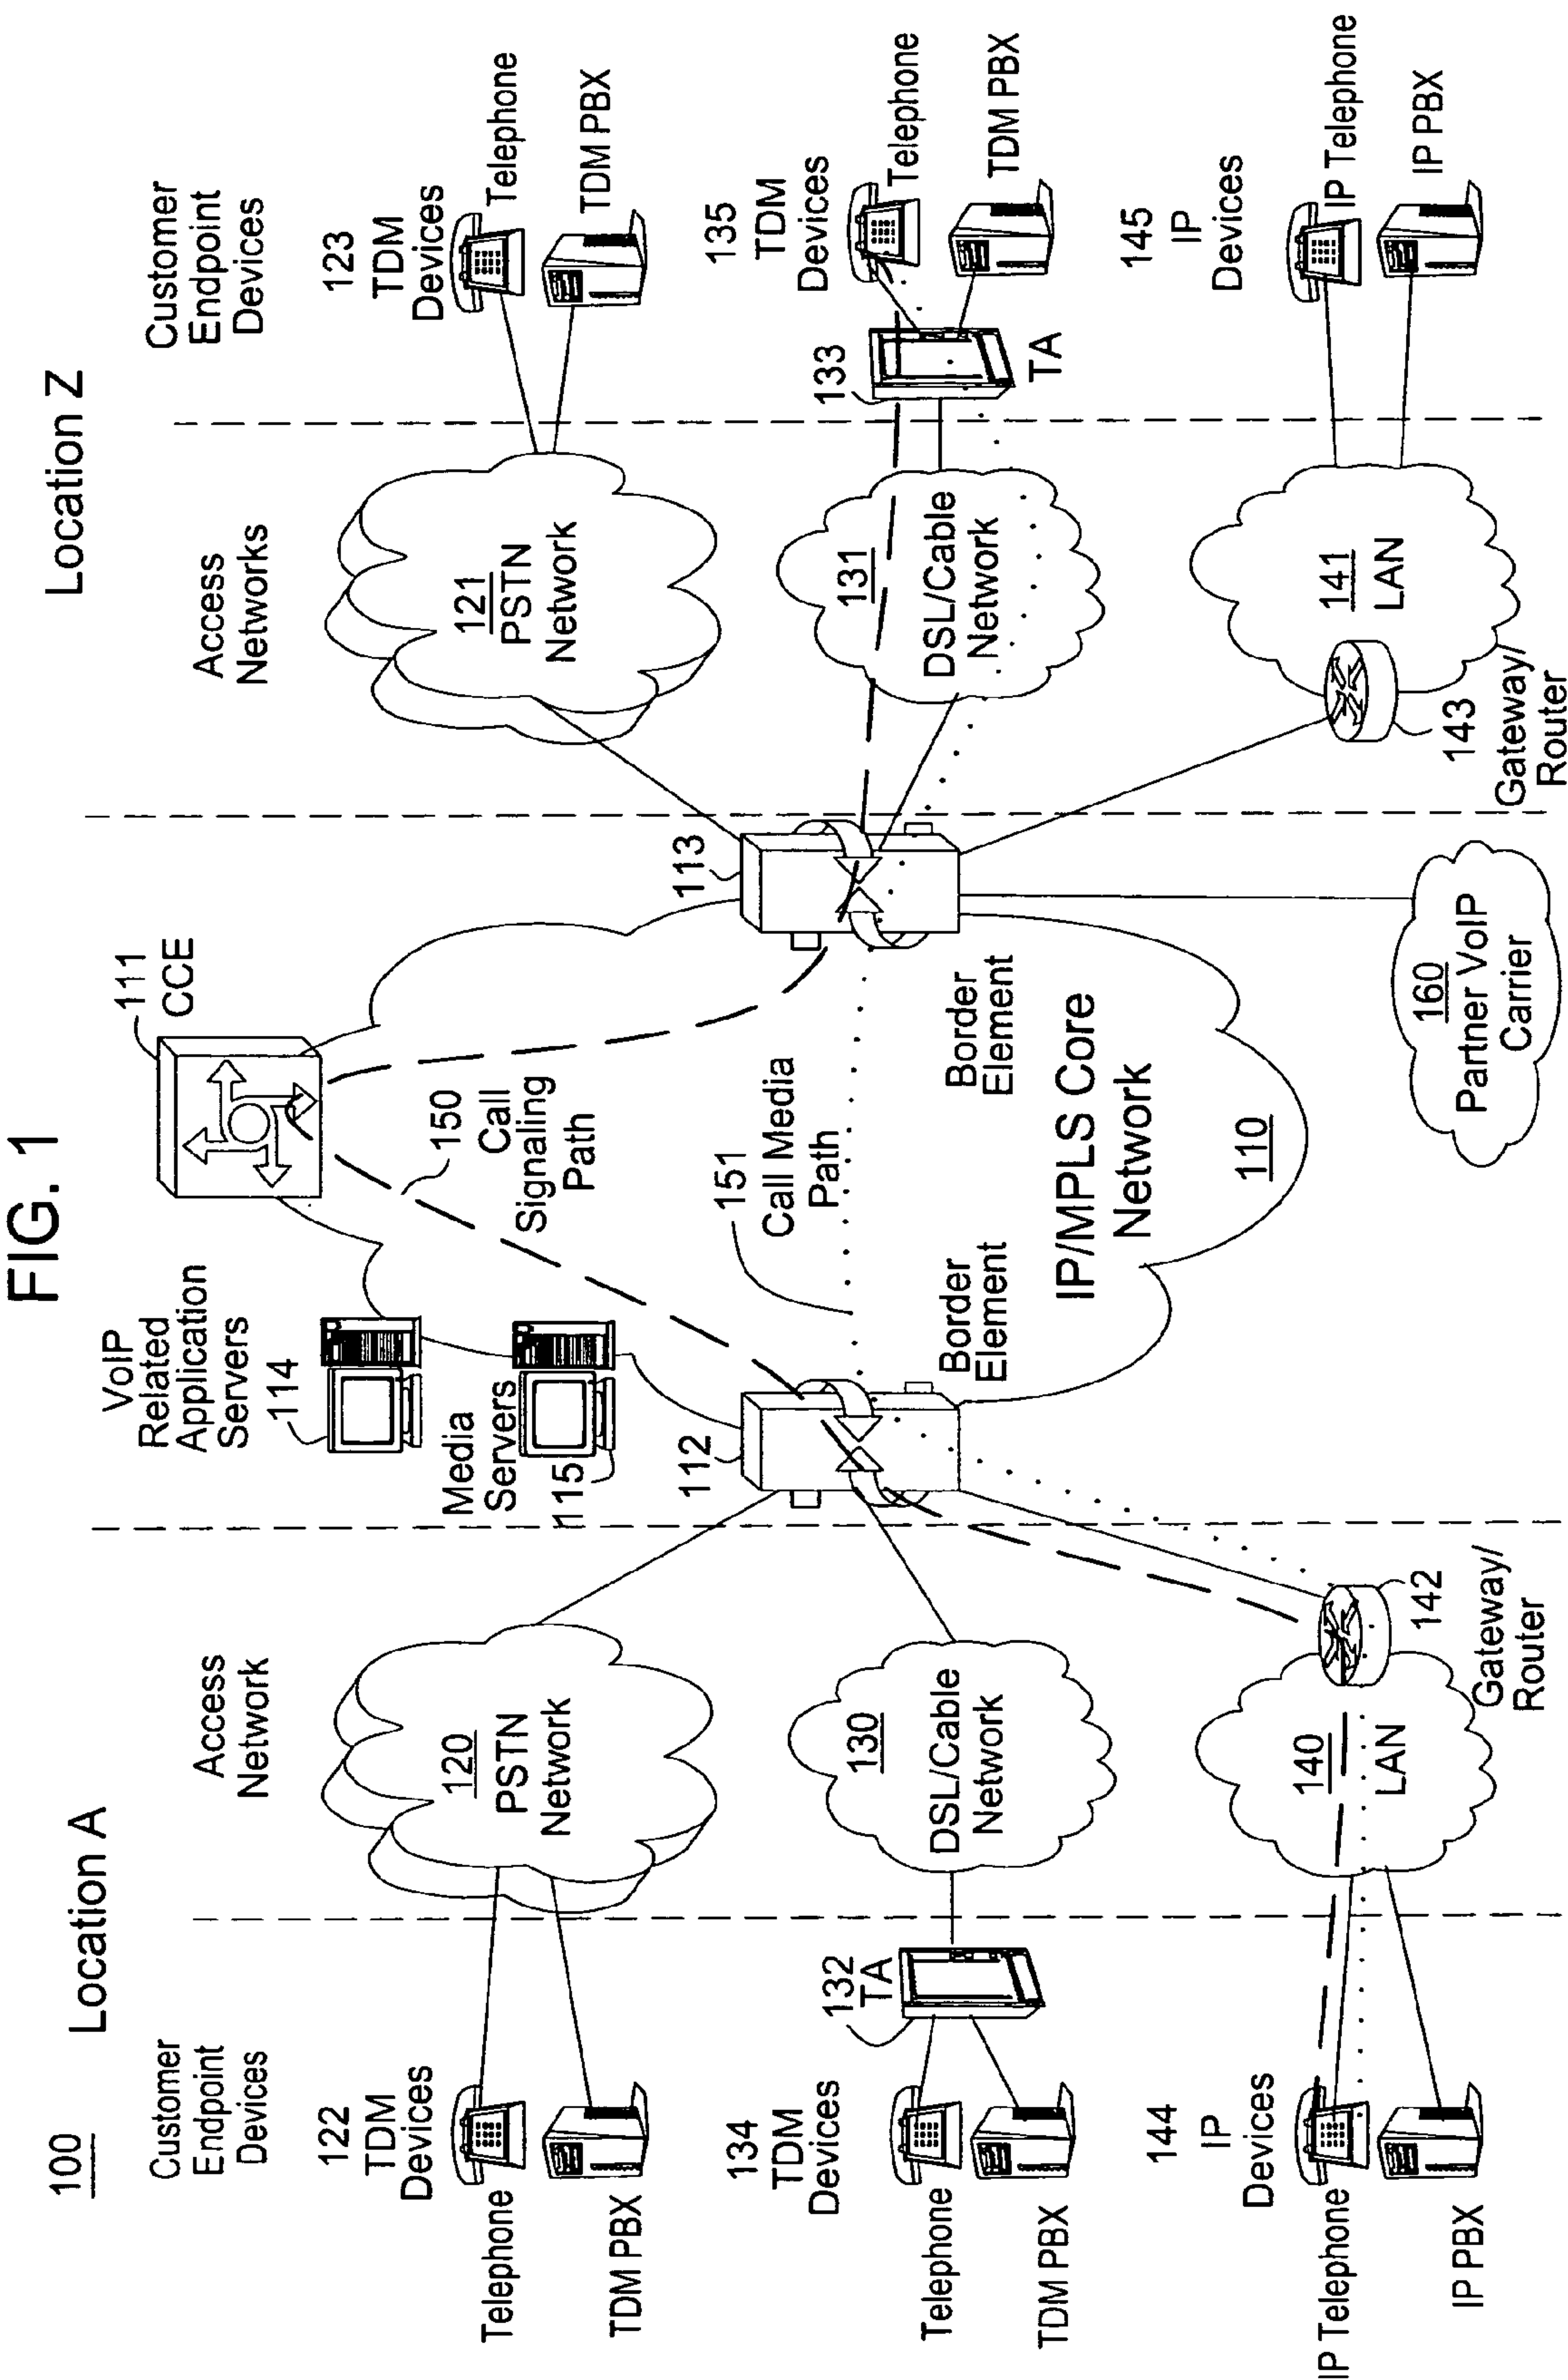 FIG. 1
100
Location A
Location Z
Customer
Endpoint
Devices
Access
Network
VoIP
Related
Application
Servers
114
111
CCE
Access
Networks
Customer
Endpoint
Devices
122
TDM
Devices
Telephone
TDM PBX
120
PSTN
Network
Media
Servers
115
150
Call
Signaling
Path
121
PSTN
Network
123
TDM
Devices
Telephone
TDM PBX
134
TDM
Devices
Telephone
TDM PBX
132
TA
130
DSL/Cable
Network
112
Border
Element
151
Call Media
Path
113
Border
Element
131
DSL/Cable
Network
133
TA
135
TDM
Devices
Telephone
TDM PBX
144
IP
Devices
IP Telephone
IP PBX
140
LAN
142
Gateway/
Router
IP/MPLS Core
Network
110
160
Partner VoIP
Carrier
143
Gateway/
Router
141
LAN
145
IP
Devices
IP Telephone
IP PBX